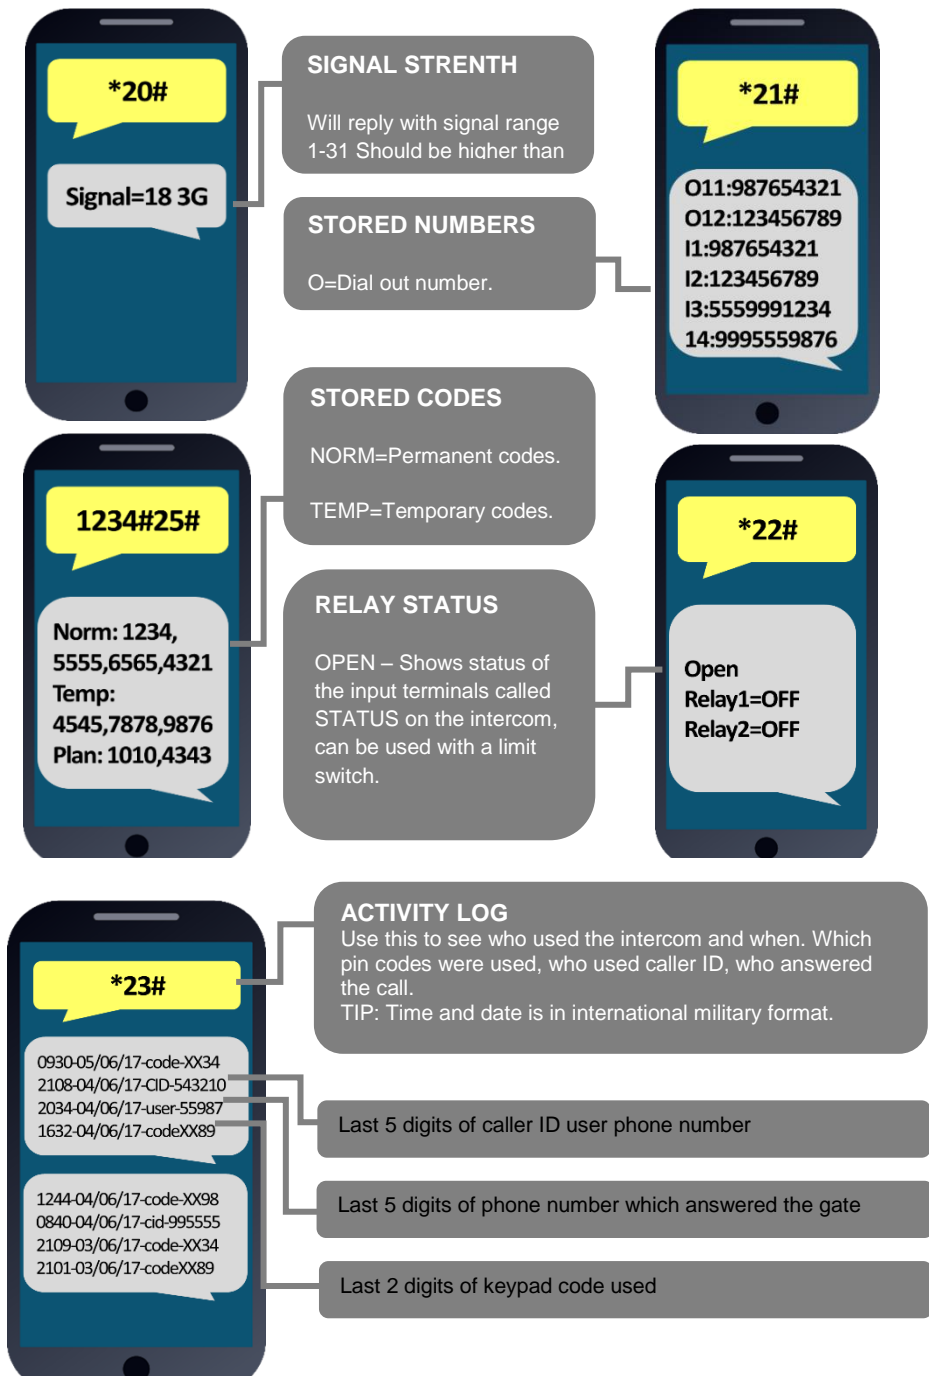 *20#
Signal=18 3G
SIGNAL STRENTH
Will reply with signal range
1-31 Should be higher than
*21#
O11:987654321
O12:123456789
I1:987654321
I2:123456789
I3:5559991234
14:9995559876
STORED NUMBERS
O=Dial out number.
STORED CODES
NORM=Permanent codes.
TEMP=Temporary codes.
1234#25#
Norm: 1234,
5555,6565,4321
Temp:
4545,7878,9876
Plan: 1010,4343
RELAY STATUS
OPEN – Shows status of
the input terminals called
STATUS on the intercom,
can be used with a limit
switch.
*22#
Open
Relay1=OFF
Relay2=OFF
ACTIVITY LOG
Use this to see who used the intercom and when. Which
pin codes were used, who used caller ID, who answered
the call.
TIP: Time and date is in international military format.
*23#
0930-05/06/17-code-XX34
2108-04/06/17-CID-543210
2034-04/06/17-user-55987
1632-04/06/17-codeXX89
1244-04/06/17-code-XX98
0840-04/06/17-cid-995555
2109-03/06/17-code-XX34
2101-03/06/17-codeXX89
Last 5 digits of caller ID user phone number
Last 5 digits of phone number which answered the gate
Last 2 digits of keypad code used